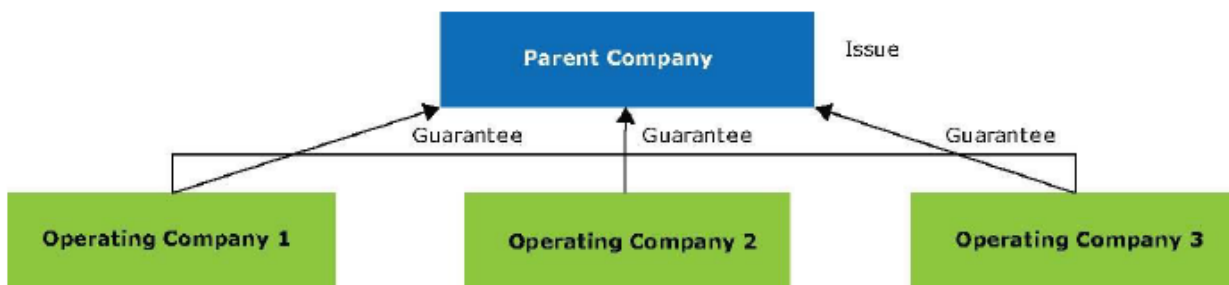 Parent Company
Issue
Guarantee
Guarantee
Guarantee
Operating Company 1
Operating Company 2
Operating Company 3